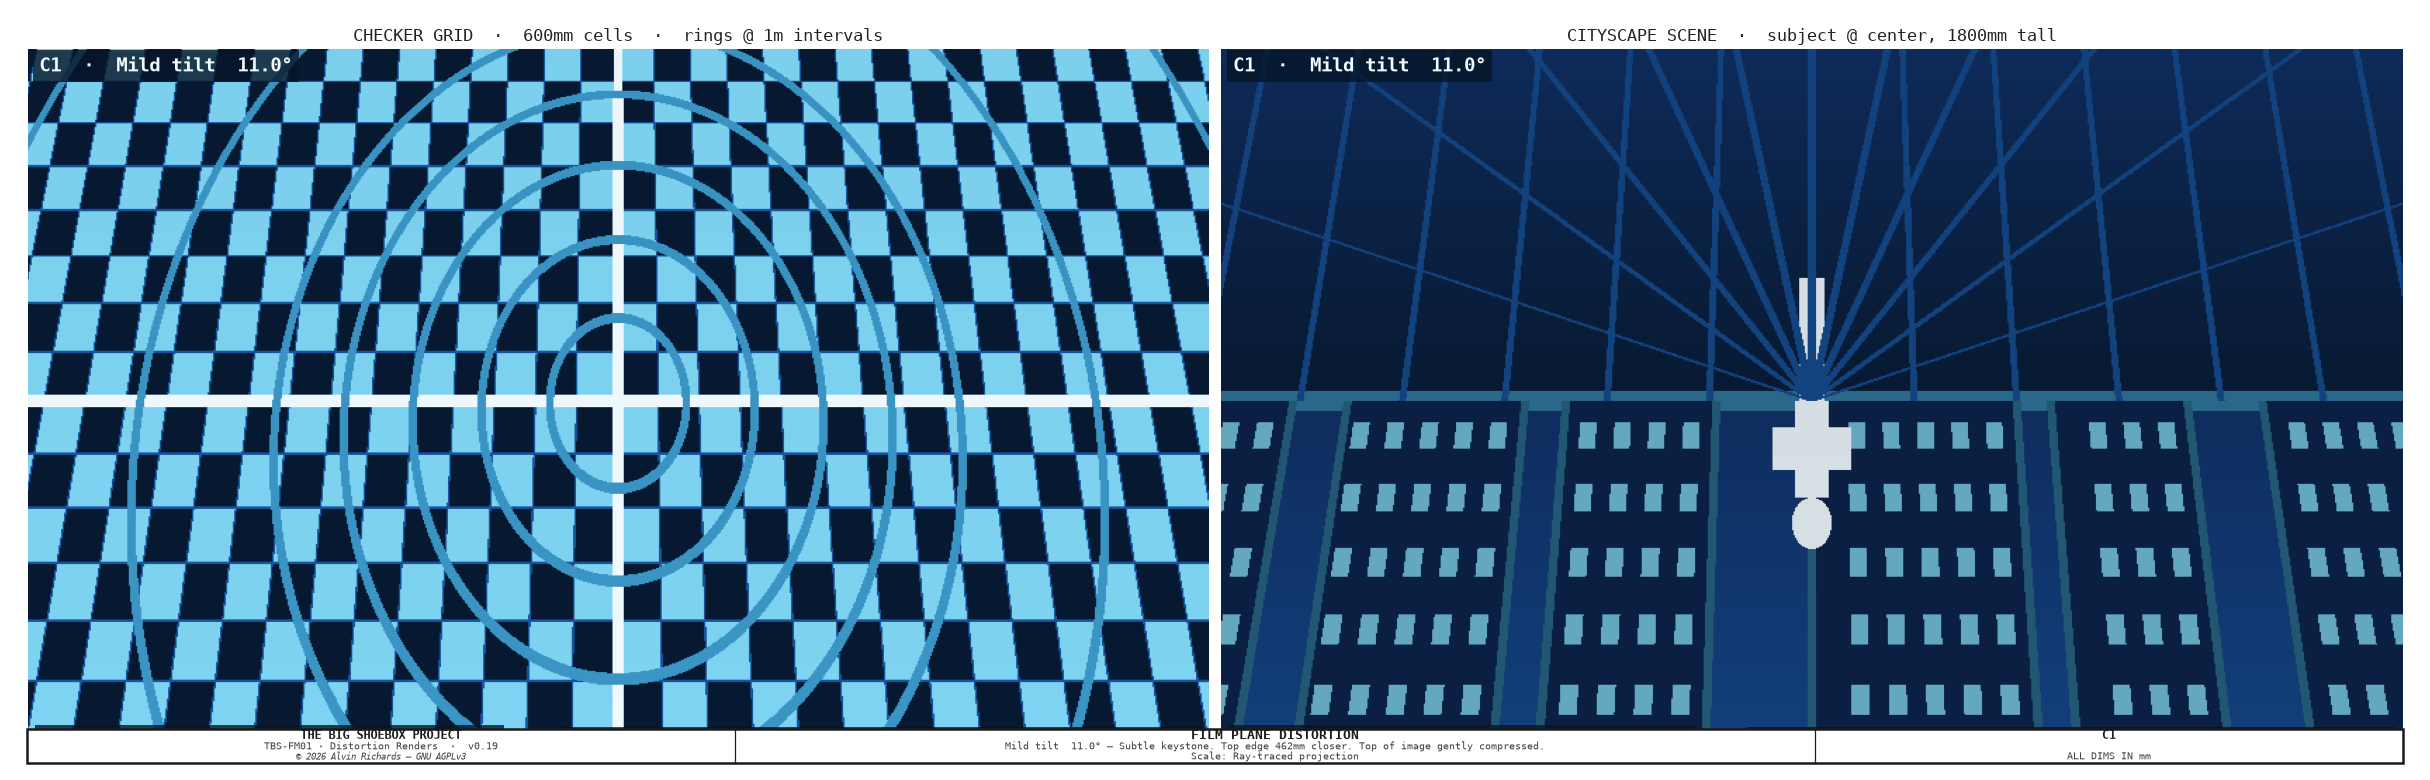 CHECKER GRID · 600mm cells · rings @ 1m intervals
CITYSCAPE SCENE · subject @ center, 1800mm tall
C1 · Mild tilt 11.0°
C1 · Mild tilt 11.0°
THE BIG SHOEBOX PROJECT
TBS-FM01 · Distortion Renders · v0.19
© 2026 Alvin Richards — GNU AGPLv3
FILM PLANE DISTORTION
Mild tilt 11.0° — Subtle keystone. Top edge 462mm closer. Top of image gently compressed.
Scale: Ray-traced projection
C1
ALL DIMS IN mm